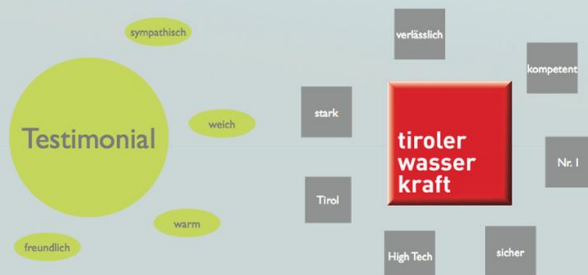 sympathisch
Testimonial
weich
warm
freundlich
verlässlich
kompetent
stark
tiroler
wasser
kraft
Nr. 1
Tirol
High Tech
sicher